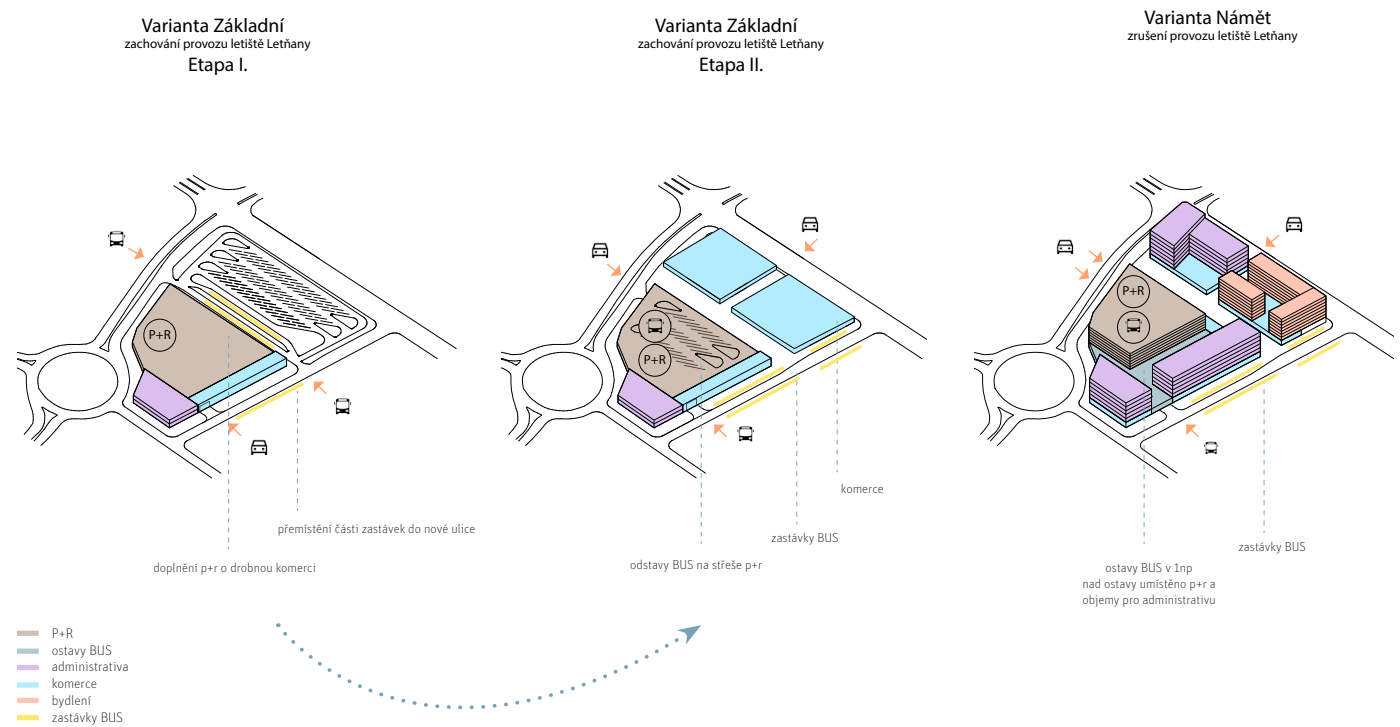 Varianta Základní
zachování provozu letiště Letňany
Etapa I.
Varianta Základní
zachování provozu letiště Letňany
Etapa II.
Varianta Námět
zrušení provozu letiště Letňany
P+R
přemístění části zastávek do nové ulice
doplnění p+r o drobnou komerci
P+R
komerce
zastávky BUS
odstavy BUS na střeše p+r
P+R
zastávky BUS
ostavy BUS v 1np
nad ostavy umístěno p+r a
objemy pro administrativu
P+R
ostavy BUS
administrativa
komerce
bydlení
zastávky BUS